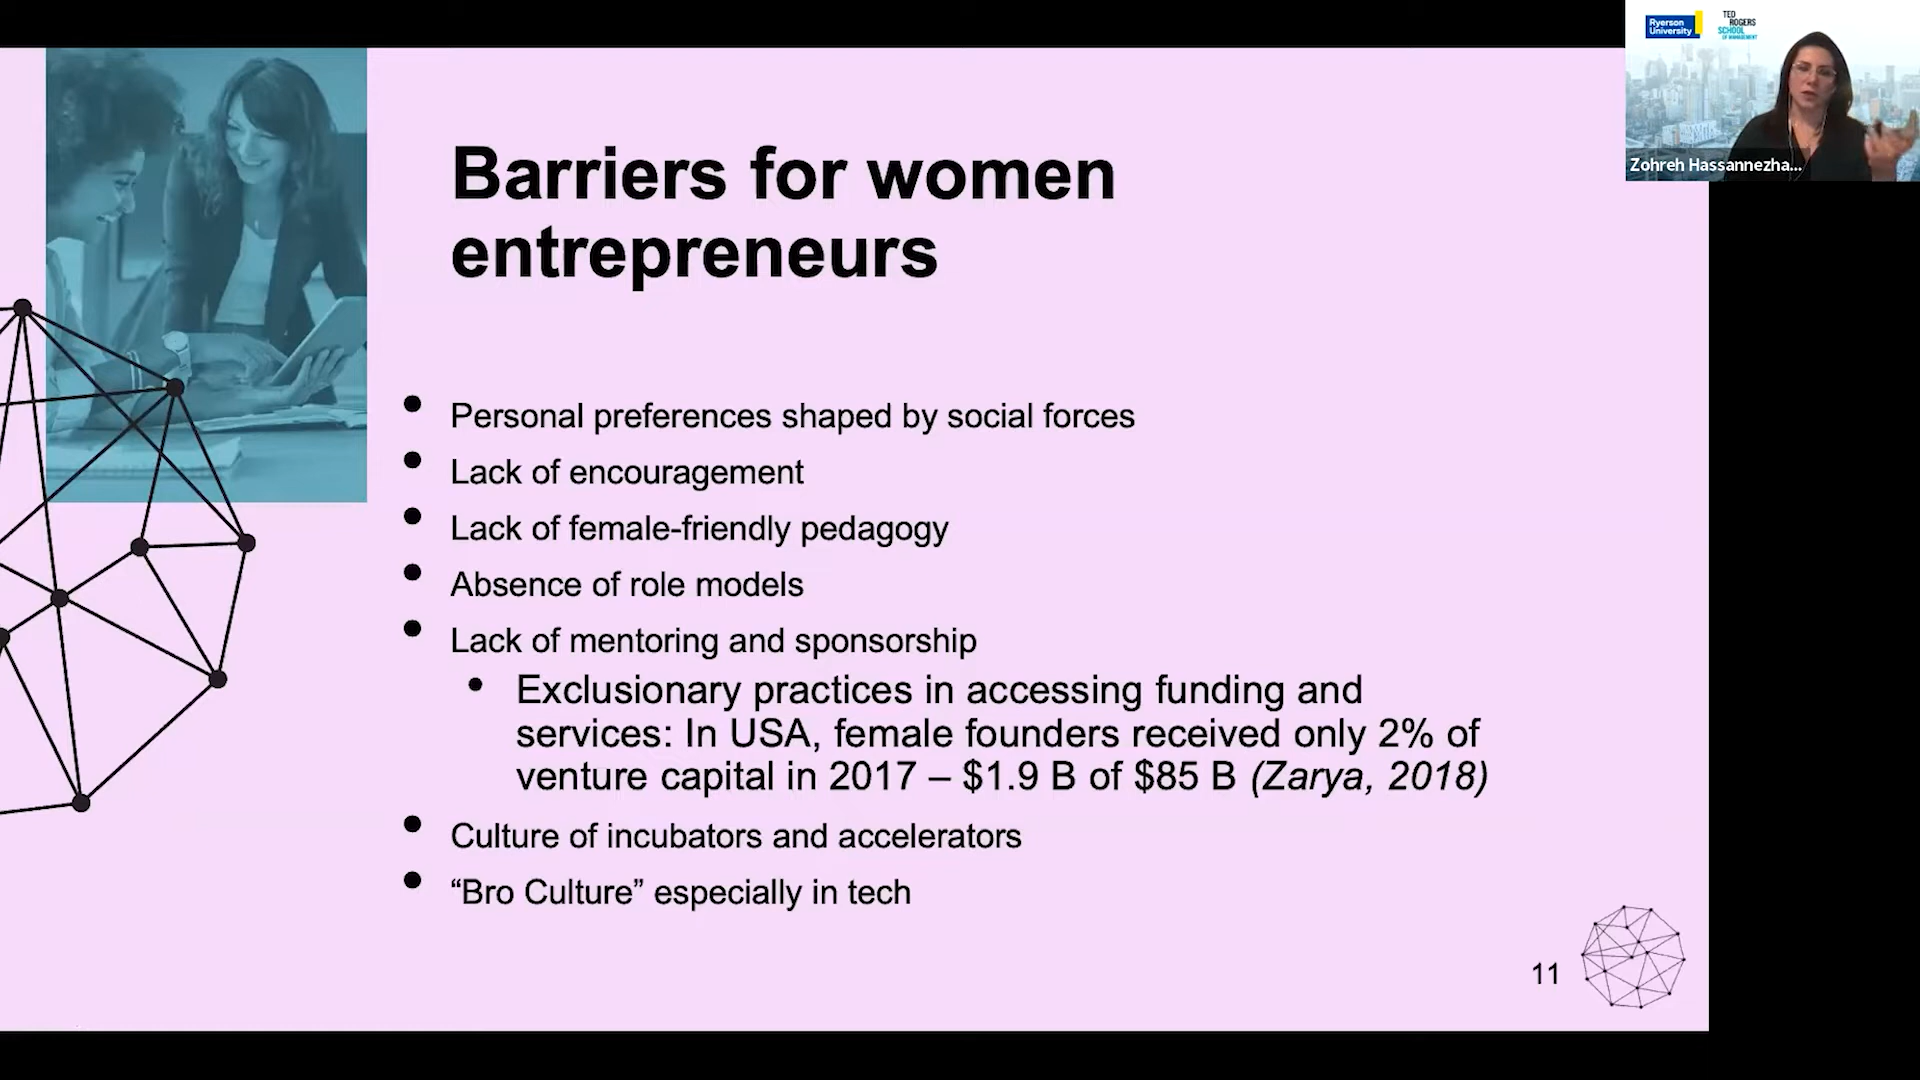 Ryerson
University
TED
ROGERS
SCHOOL
OF MANAGEMENT
Zohreh Hassannezha...
Barriers for women
entrepreneurs
• Personal preferences shaped by social forces
• Lack of encouragement
• Lack of female-friendly pedagogy
• Absence of role models
• Lack of mentoring and sponsorship
• Exclusionary practices in accessing funding and
services: In USA, female founders received only 2% of
venture capital in 2017 – $1.9 B of $85 B (Zarya, 2018)
• Culture of incubators and accelerators
• “Bro Culture” especially in tech
11